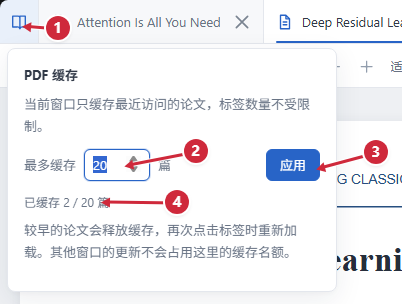 1
Attention Is All You Need
Deep Residual Lea
PDF 缓存
当前窗口只缓存最近访问的论文，标签数量不受限
制。
最多缓存 20 篇 应用
2
3
已缓存 2 / 20 篇
4
较早的论文会释放缓存，再次点击标签时重新加
载。其他窗口的更新不会占用这里的缓存名额。
适
G CLASSIC
earnin